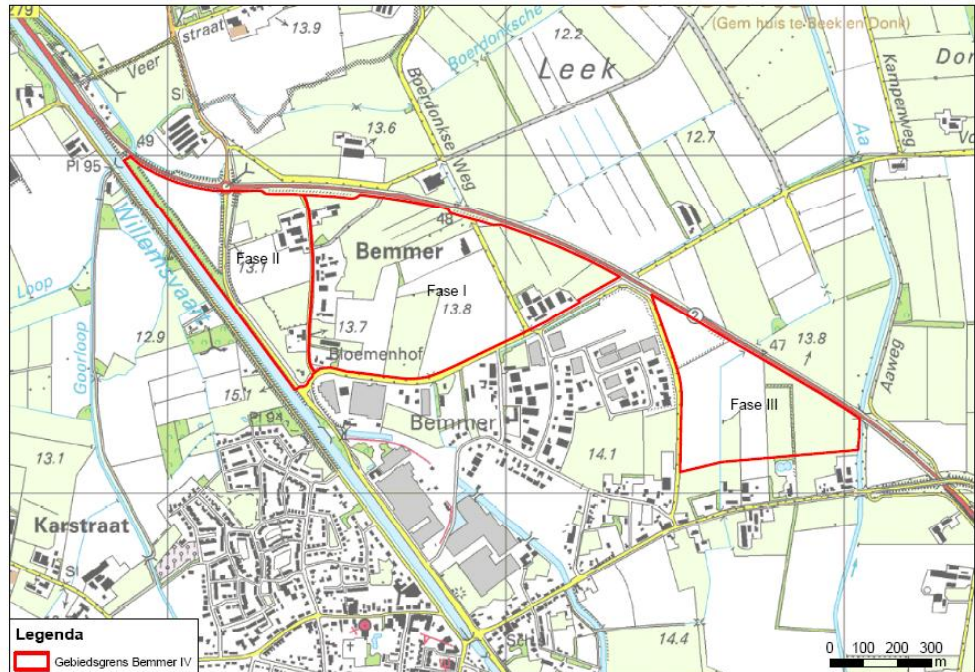 279
(Gem huis te Beek en Donk)
straat
13.9
12.2
Boerdonksche
Veer
Leek
Kampenweg
Sl
49
13.6
Boerdonkse Weg
12.7
Aa
Pl 95
48
Willemsvaart
Fase II
13.1
Bemmer
Fase I
13.8
Loop
Goorloop
12.9
13.7
2
47
13.8
Aaweg
Bloemenhof
15.1
Fase III
Pl 94
Bemmer
13.1
14.1
Karstraat
S
14.4
Legenda
Gebiedsgrens Bemmer IV
0 100 200 300
m